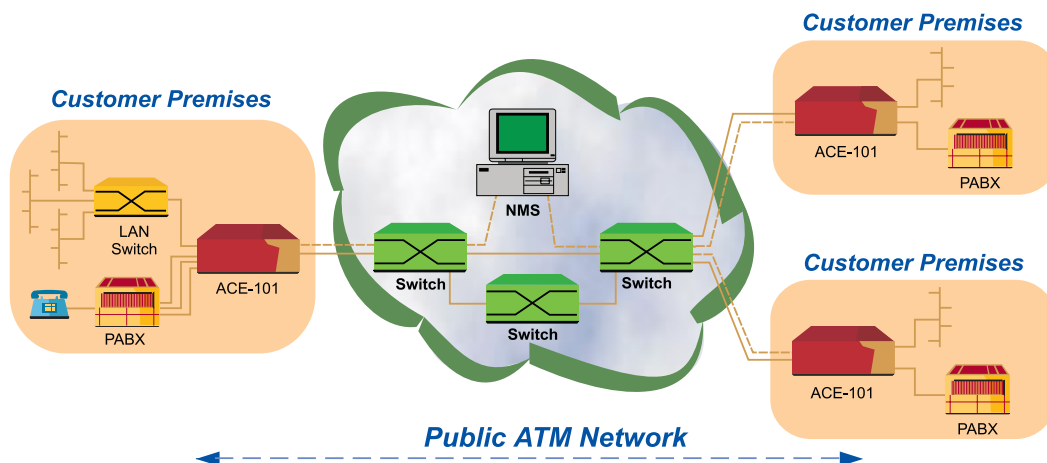 Customer Premises
LAN
Switch
ACE-101
PABX
NMS
Switch
Switch
Switch
Customer Premises
ACE-101
PABX
Customer Premises
ACE-101
PABX
Public ATM Network